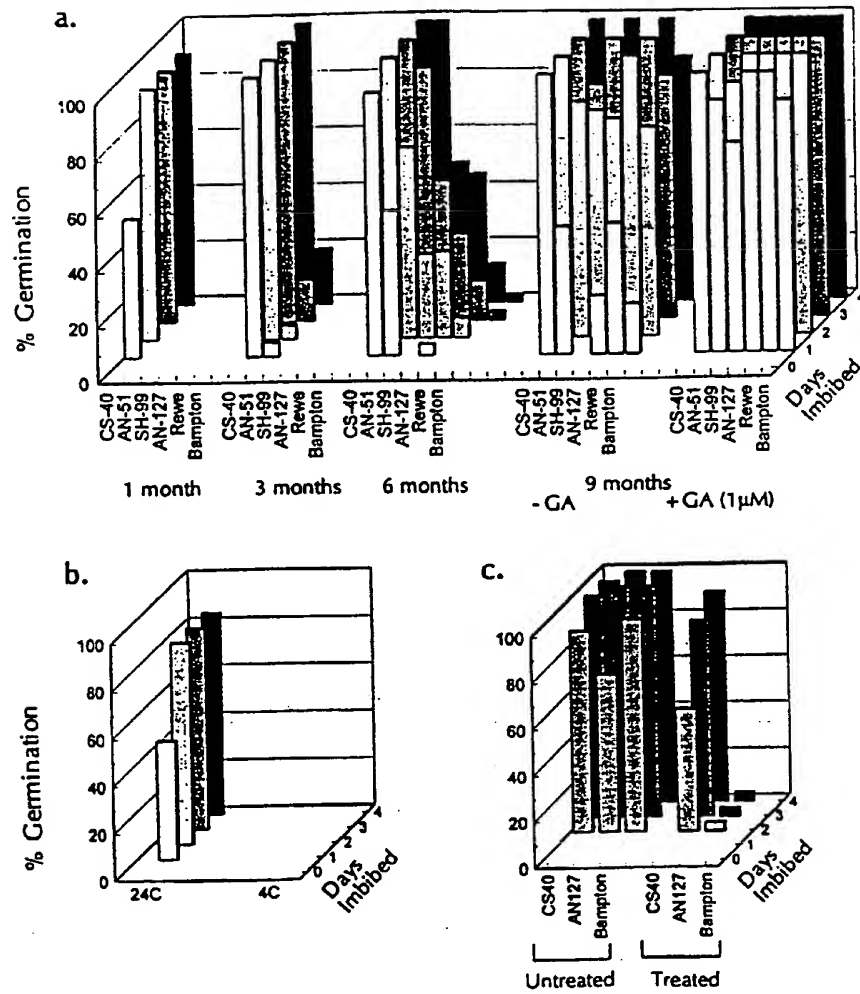 a.
100
80
60
40
20
0
% Germination
0
1
2
3
4
Days
Imbibed
CS-40
AN-51
SH-99
AN-127
Rewe
Bampton
CS-40
AN-51
SH-99
AN-127
Rewe
Bampton
CS-40
AN-51
SH-99
AN-127
Rewe
Bampton
CS-40
AN-51
SH-99
AN-127
Rewe
Bampton
CS-40
AN-51
SH-99
AN-127
Rewe
Bampton
1 month
3 months
6 months
9 months
- GA
+ GA (1μM)
b.
100
80
60
40
20
0
% Germination
24C
4C
0
1
2
3
4
Days
Imbibed
c.
100
80
60
40
20
0
CS40
AN127
Bampton
CS40
AN127
Bampton
0
1
2
3
4
Days
Imbibed
Untreated
Treated